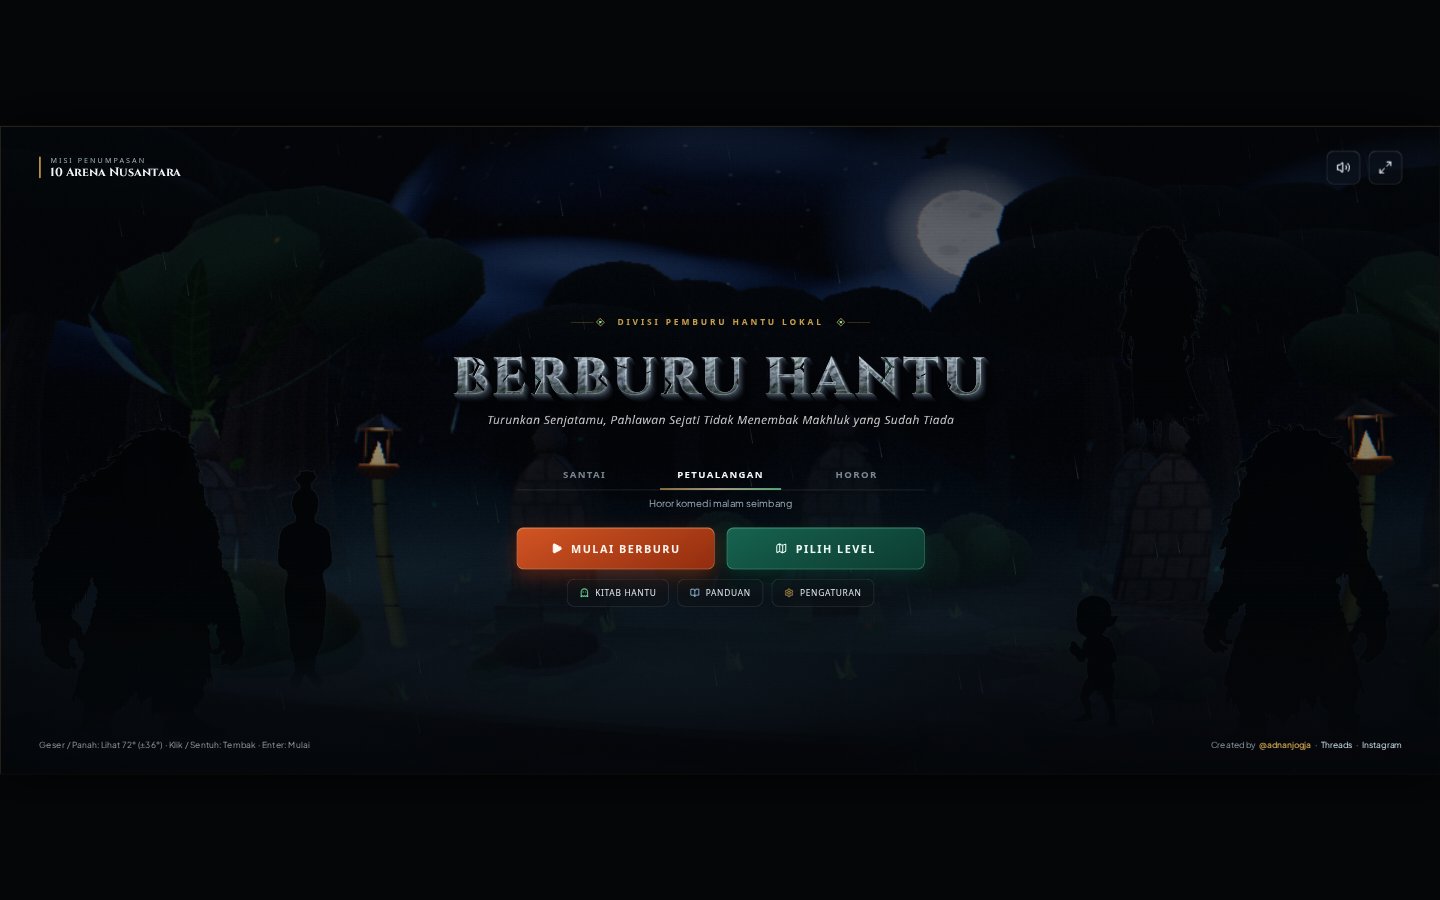 MISI PENUMPASAN
10 ARENA NUSANTARA
DIVISI PEMBURU HANTU LOKAL
BERBURU HANTU
Turunkan Senjatamu, Pahlawan Sejati Tidak Menembak Makhluk yang Sudah Tiada
SANTAI PETUALANGAN HOROR
Horor komedi malam seimbang
MULAI BERBURU PILIH LEVEL
KITAB HANTU PANDUAN PENGATURAN
Geser / Panah: Lihat 72° (±36°) · Klik / Sentuh: Tembak · Enter: Mulai
Created by @adnanjogja · Threads · Instagram